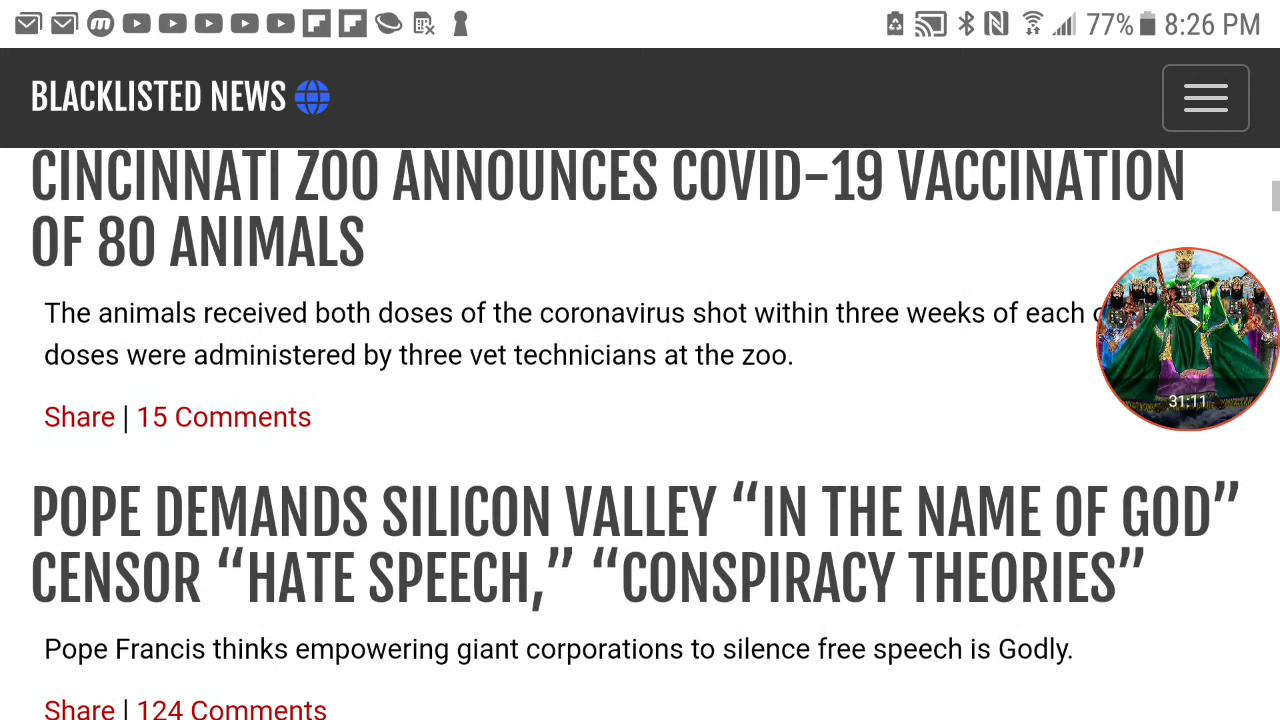 77% 8:26 PM
BLACKLISTED NEWS
CINCINNATI ZOO ANNOUNCES COVID-19 VACCINATION
OF 80 ANIMALS
The animals received both doses of the coronavirus shot within three weeks of each
doses were administered by three vet technicians at the zoo.
31:11
Share | 15 Comments
POPE DEMANDS SILICON VALLEY “IN THE NAME OF GOD”
CENSOR “HATE SPEECH,” “CONSPIRACY THEORIES”
Pope Francis thinks empowering giant corporations to silence free speech is Godly.
Share | 124 Comments